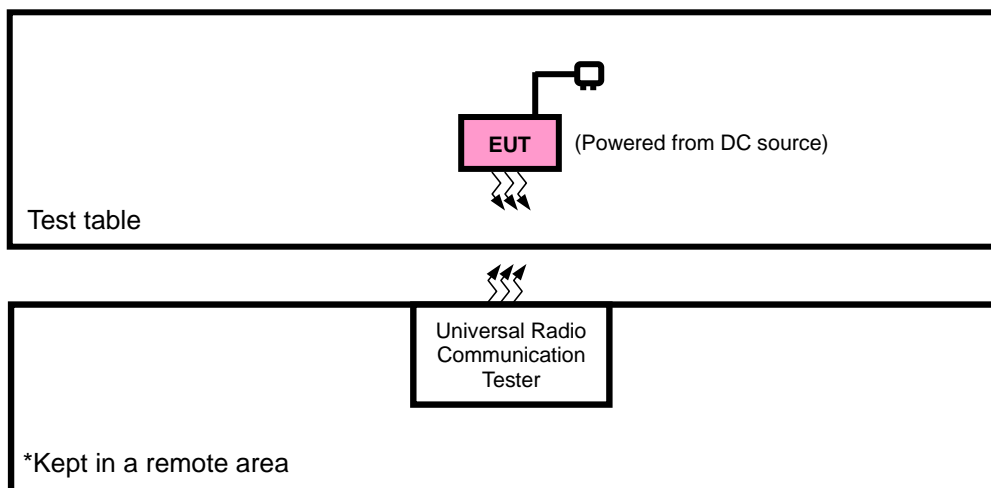 EUT
(Powered from DC source)
Test table
Universal Radio
Communication
Tester
*Kept in a remote area